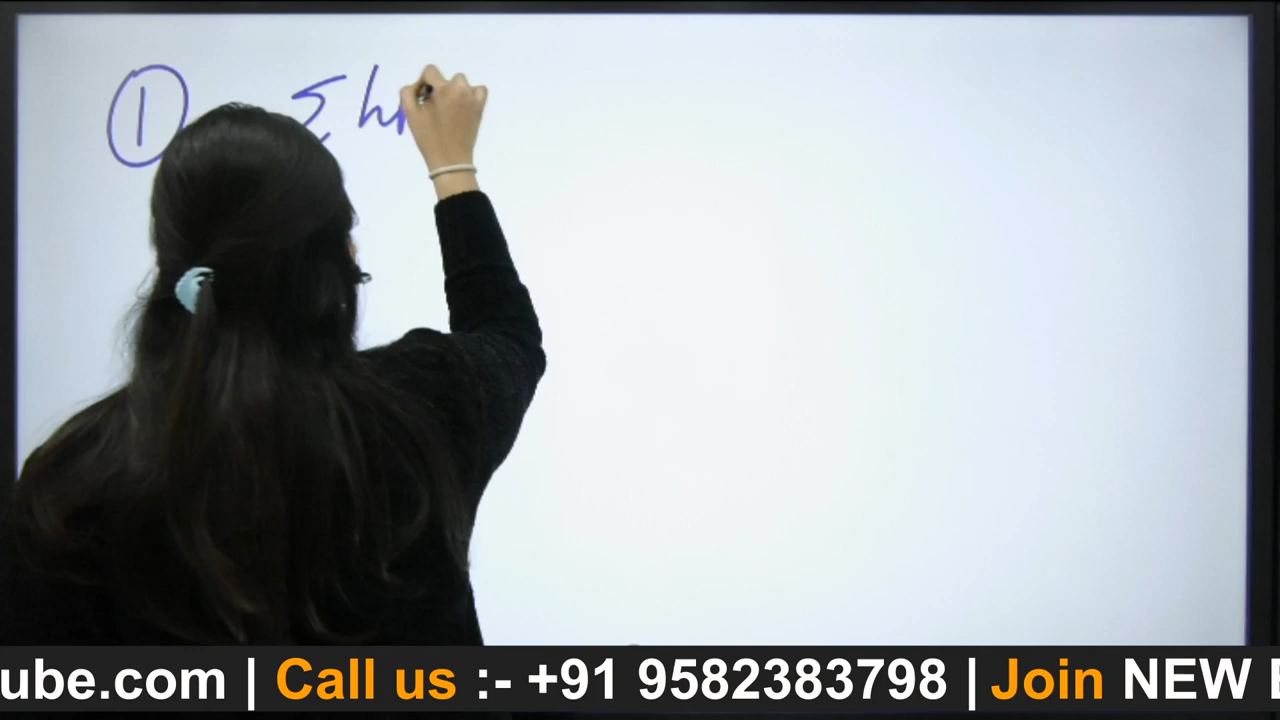 ① Σ h
ube.com | Call us :- +91 9582383798 | Join NEW